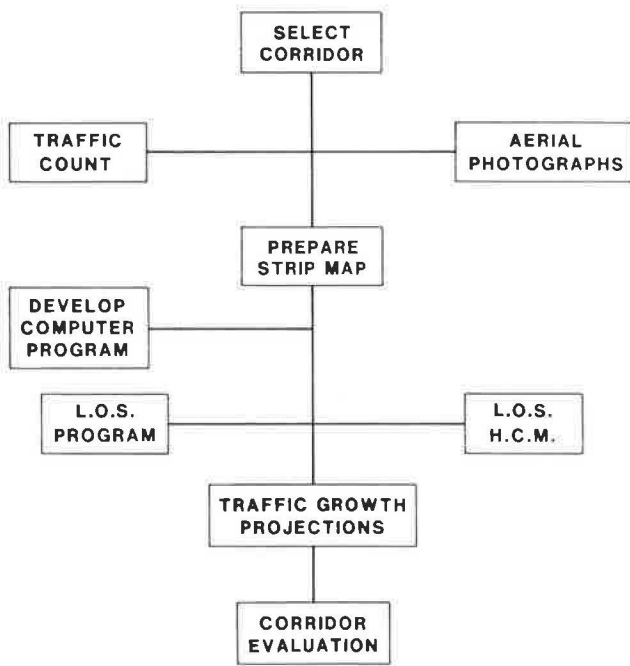 SELECT
CORRIDOR
TRAFFIC
COUNT
AERIAL
PHOTOGRAPHS
PREPARE
STRIP MAP
DEVELOP
COMPUTER
PROGRAM
L.O.S.
PROGRAM
L.O.S.
H.C.M.
TRAFFIC GROWTH
PROJECTIONS
CORRIDOR
EVALUATION